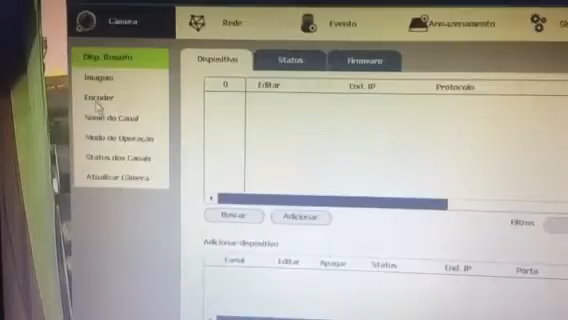 Câmera Rede Evento Armazenamento
Disp. Remoto
Imagem
Encoder
Nome do Canal
Modo de Operação
Status dos Canais
Atualizar Câmera
Dispositivo Status Firmware
0 Editar End. IP Protocolo
Buscar Adicionar Filtros
Adicionar dispositivo
Canal Editar Apagar Status End. IP Porta